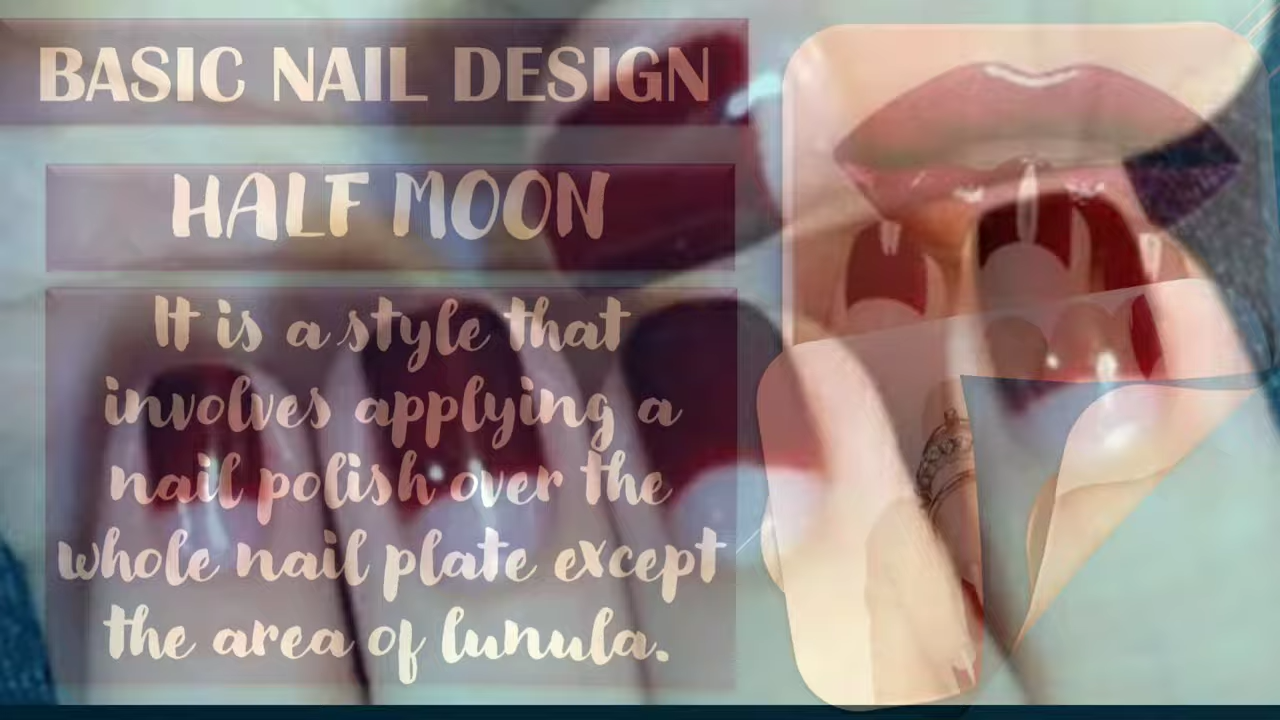 BASIC NAIL DESIGN
HALF MOON
It is a style that
involves applying a
nail polish over the
whole nail plate except
the area of lunula.